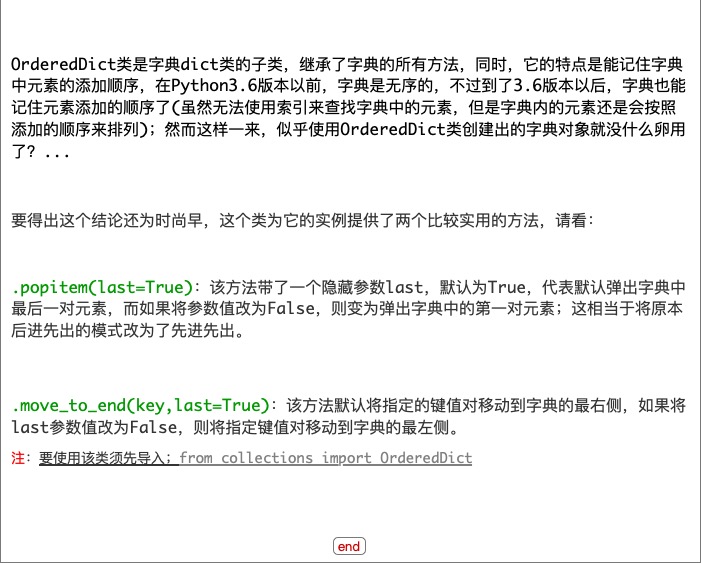 OrderedDict类是字典dict类的子类，继承了字典的所有方法，同时，它的特点是能记住字典
中元素的添加顺序，在Python3.6版本以前，字典是无序的，不过到了3.6版本以后，字典也能
记住元素添加的顺序了(虽然无法使用索引来查找字典中的元素，但是字典内的元素还是会按照
添加的顺序来排列)；然而这样一来，似乎使用OrderedDict类创建出的字典对象就没什么卵用
了？...
要得出这个结论还为时尚早，这个类为它的实例提供了两个比较实用的方法，请看：
.popitem(last=True)：该方法带了一个隐藏参数last，默认为True，代表默认弹出字典中
最后一对元素，而如果将参数值改为False，则变为弹出字典中的第一对元素；这相当于将原本
后进先出的模式改为了先进先出。
.move_to_end(key,last=True)：该方法默认将指定的键值对移动到字典的最右侧，如果将
last参数值改为False，则将指定键值对移动到字典的最左侧。
注：要使用该类须先导入；from collections import OrderedDict
end